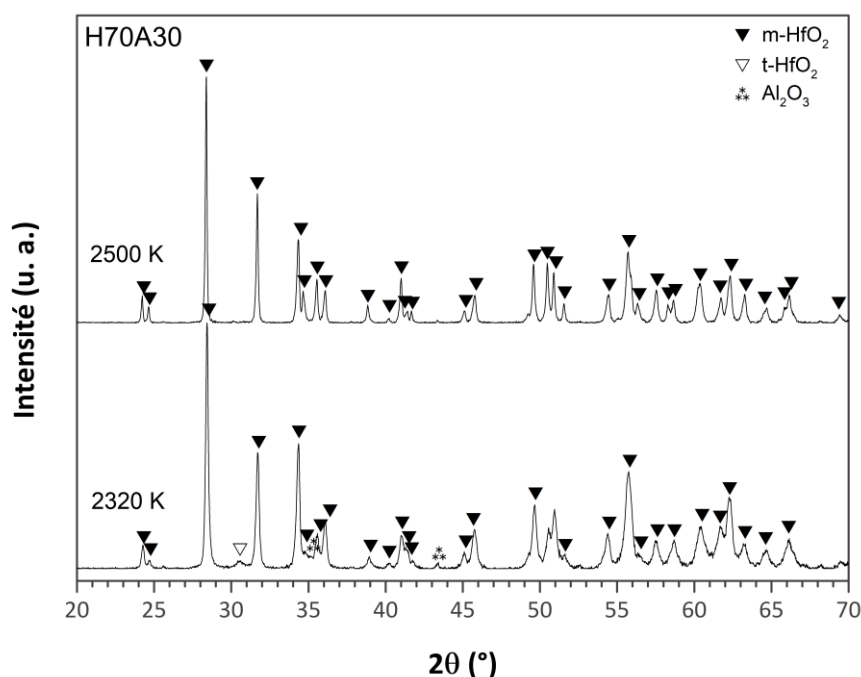 H70A30
m-HfO₂
t-HfO₂
Al₂O₃
2500 K
2320 K
Intensité (u. a.)
20 25 30 35 40 45 50 55 60 65 70
2θ (°)